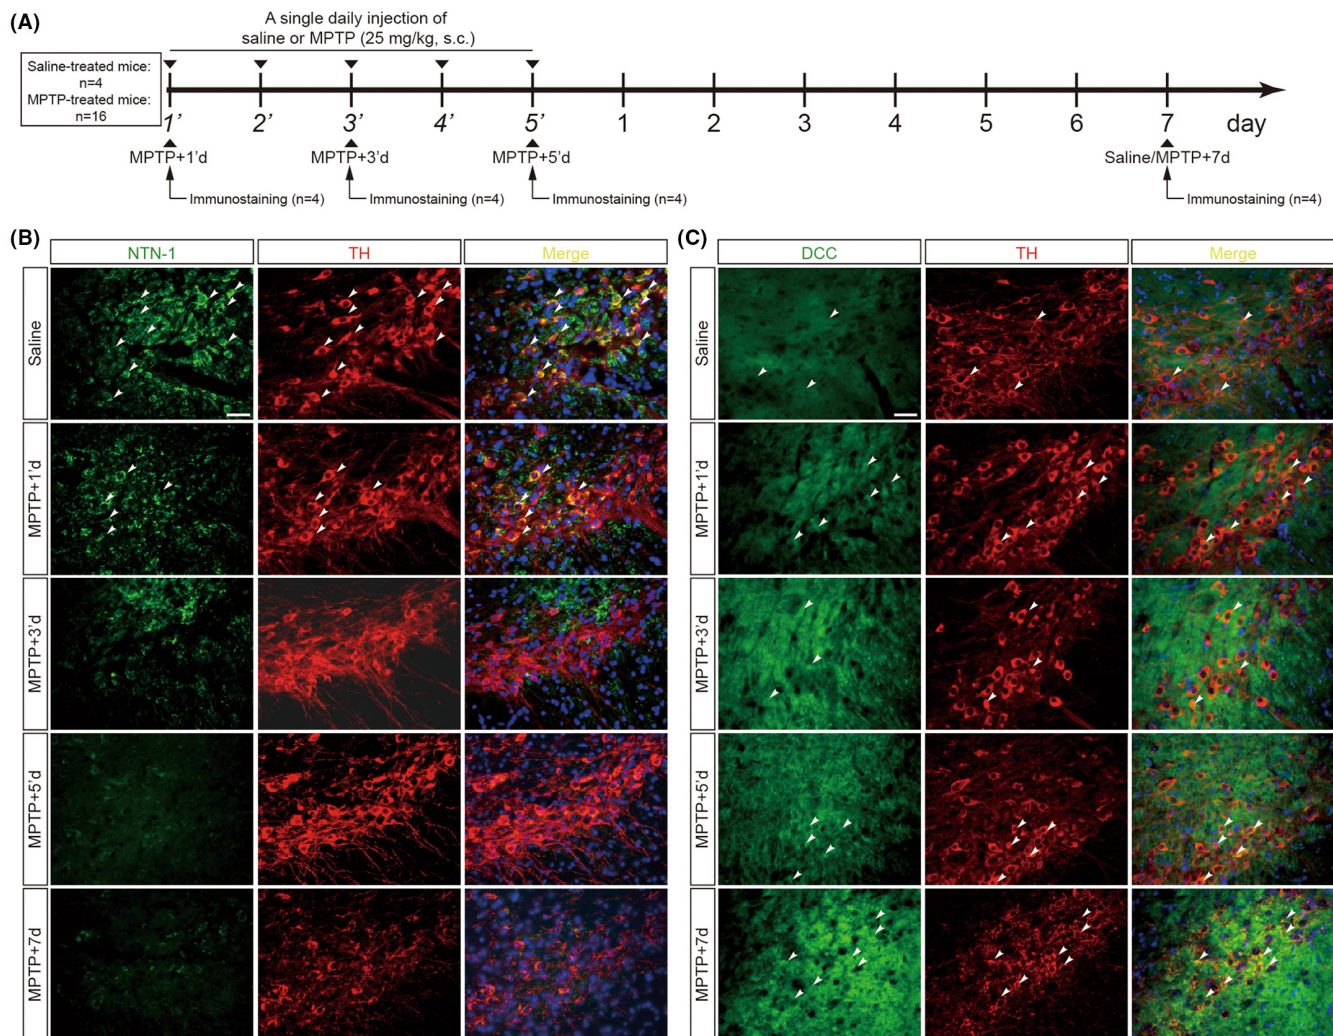 (A)
A single daily injection of
saline or MPTP (25 mg/kg, s.c.)
Saline-treated mice:
n=4
MPTP-treated mice:
n=16
1’ 2’ 3’ 4’ 5’ 1 2 3 4 5 6 7 day
MPTP+1’d MPTP+3’d MPTP+5’d Saline/MPTP+7d
Immunostaining (n=4) Immunostaining (n=4) Immunostaining (n=4) Immunostaining (n=4)
(B)
NTN-1 TH Merge
Saline
MPTP+1’d
MPTP+3’d
MPTP+5’d
MPTP+7d
(C)
DCC TH Merge
Saline
MPTP+1’d
MPTP+3’d
MPTP+5’d
MPTP+7d